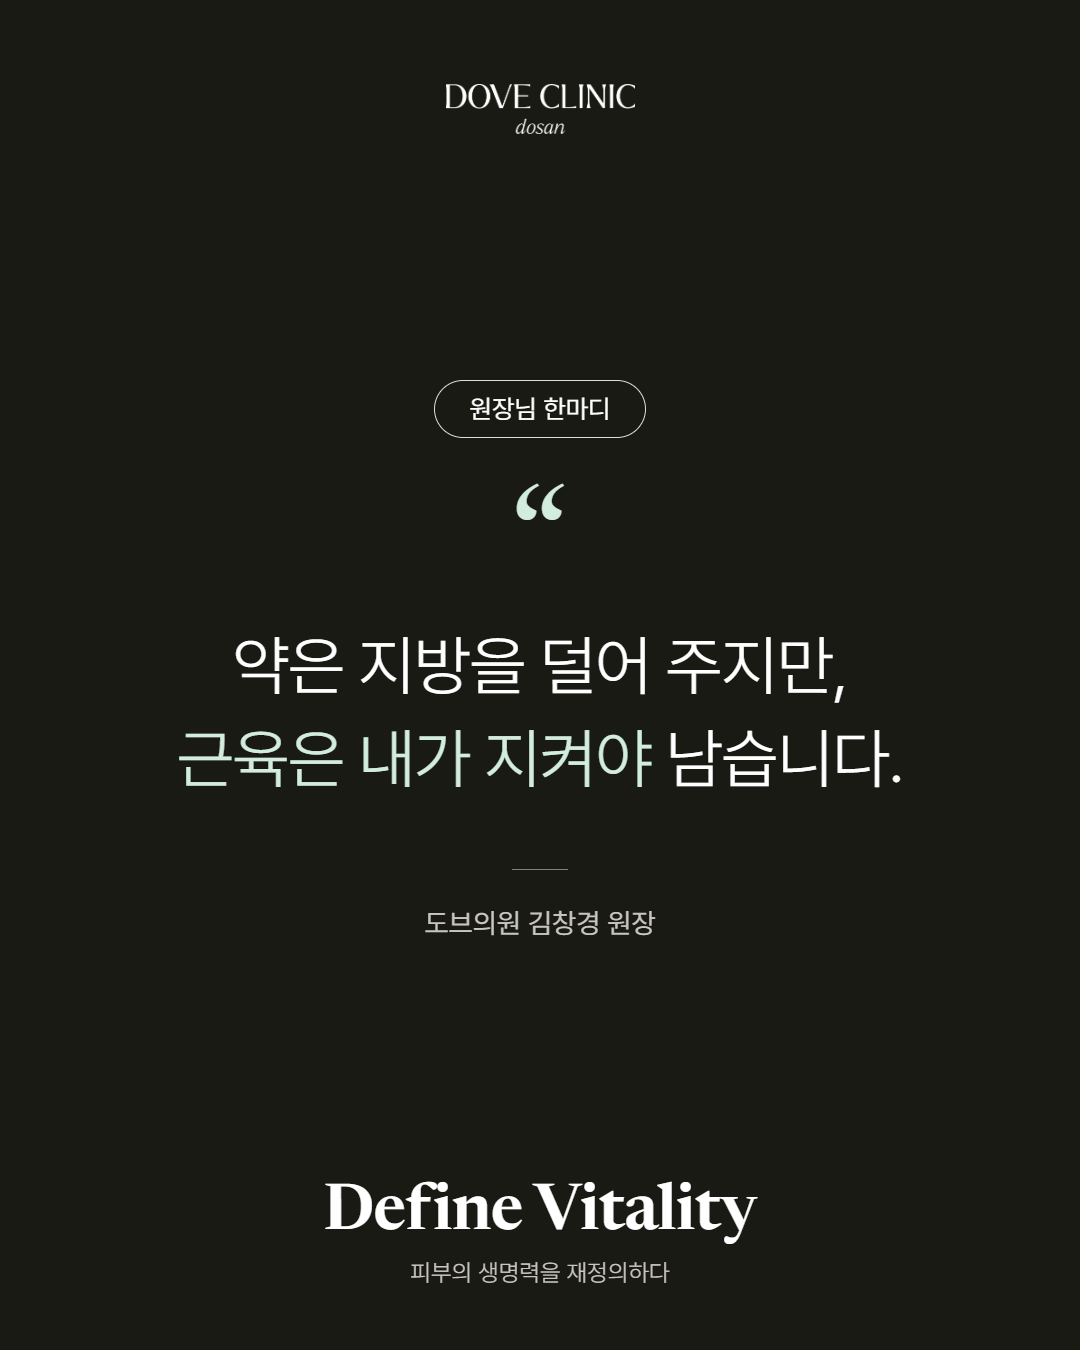 DOVE CLINIC
dosan
원장님 한마디
“
약은 지방을 덜어 주지만,
근육은 내가 지켜야 남습니다.
도브의원 김창경 원장
Define Vitality
피부의 생명력을 재정의하다